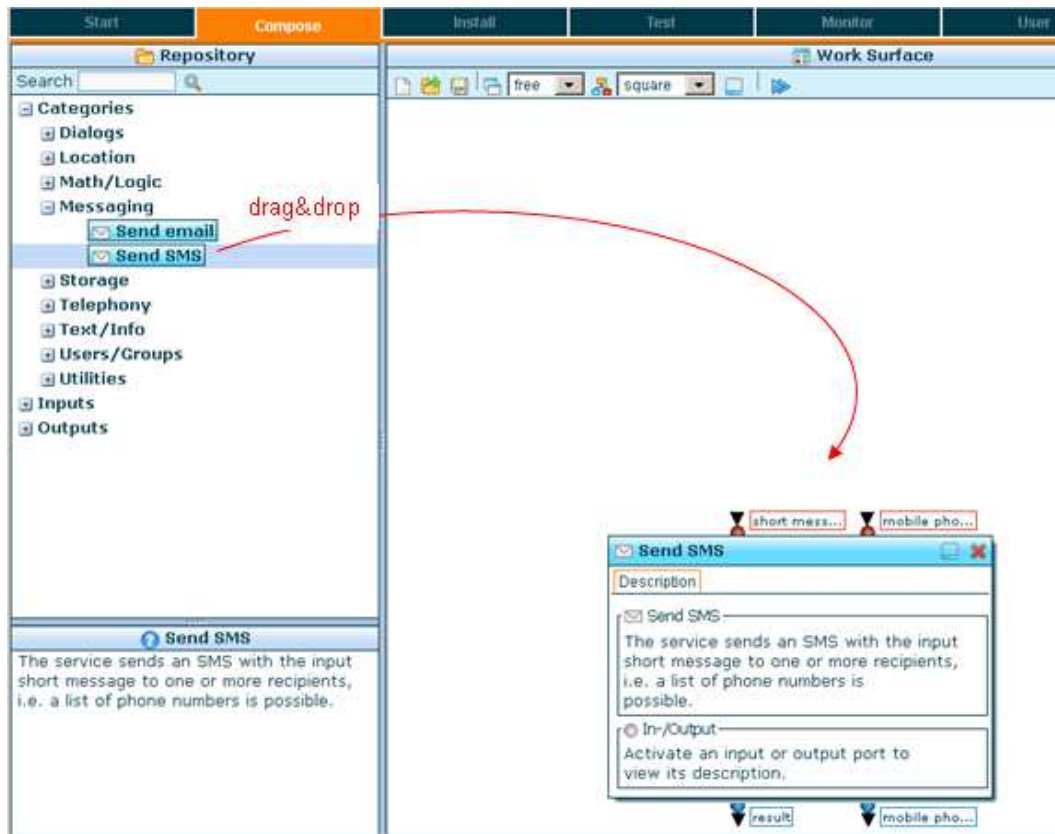 Start Compose Install Test Monitor User
Repository
Work Surface
Search
free square
Categories
Dialogs
Location
Math/Logic
Messaging
Send email
Send SMS
drag&drop
Storage
Telephony
Text/Info
Users/Groups
Utilities
Inputs
Outputs
short mess... mobile pho...
Send SMS
Description
Send SMS
The service sends an SMS with the input
short message to one or more recipients,
i.e. a list of phone numbers is
possible.
In-/Output
Activate an input or output port to
view its description.
result mobile pho...
Send SMS
The service sends an SMS with the input
short message to one or more recipients,
i.e. a list of phone numbers is possible.